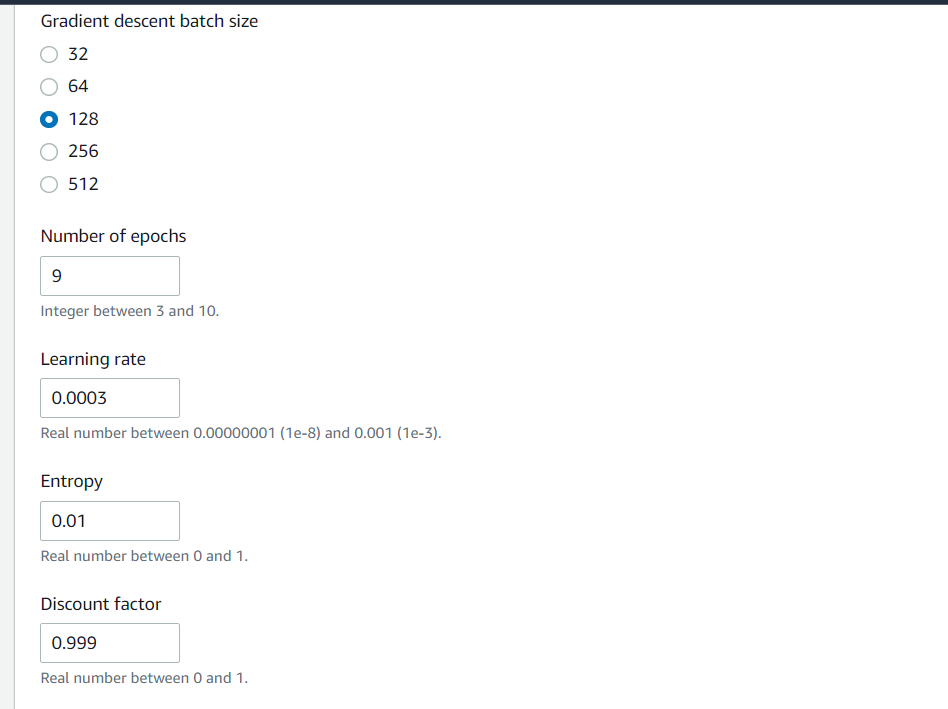 Gradient descent batch size
32
64
128
256
512
Number of epochs
9
Integer between 3 and 10.
Learning rate
0.0003
Real number between 0.00000001 (1e-8) and 0.001 (1e-3).
Entropy
0.01
Real number between 0 and 1.
Discount factor
0.999
Real number between 0 and 1.